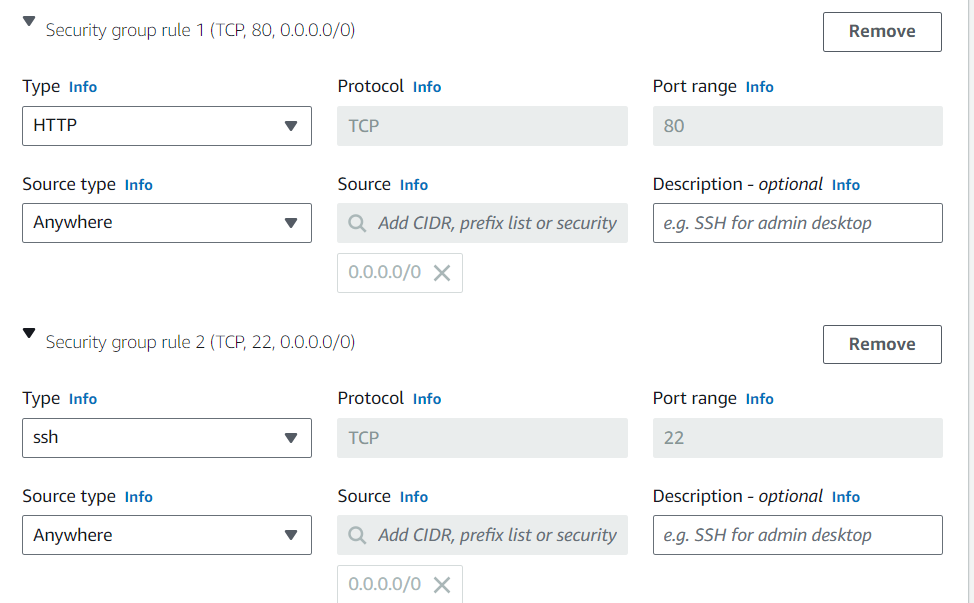 Security group rule 1 (TCP, 80, 0.0.0.0/0)
Remove
Type Info
Protocol Info
Port range Info
HTTP
TCP
80
Source type Info
Source Info
Description - optional Info
Anywhere
Add CIDR, prefix list or security
e.g. SSH for admin desktop
0.0.0.0/0
Security group rule 2 (TCP, 22, 0.0.0.0/0)
Remove
Type Info
Protocol Info
Port range Info
ssh
TCP
22
Source type Info
Source Info
Description - optional Info
Anywhere
Add CIDR, prefix list or security
e.g. SSH for admin desktop
0.0.0.0/0